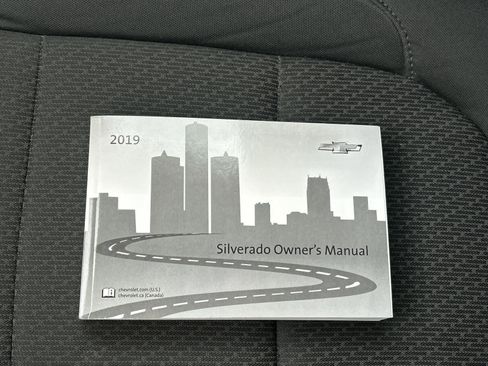 2019
Silverado Owner's Manual
chevrolet.com (U.S.)
chevrolet.ca (Canada)